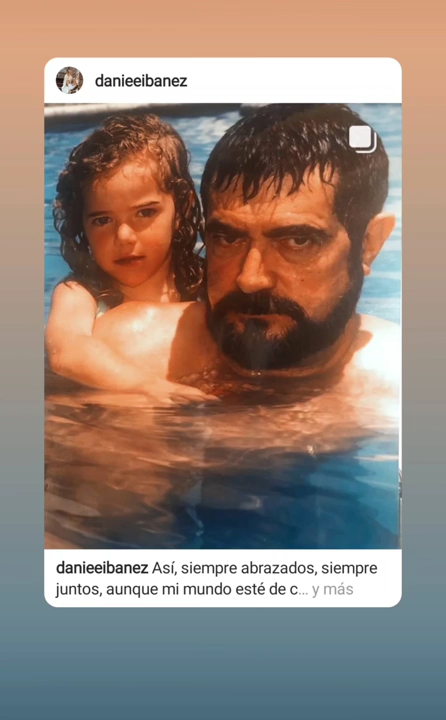 danieeibanez
danieeibanez Así, siempre abrazados, siempre
juntos, aunque mi mundo esté de c... y más